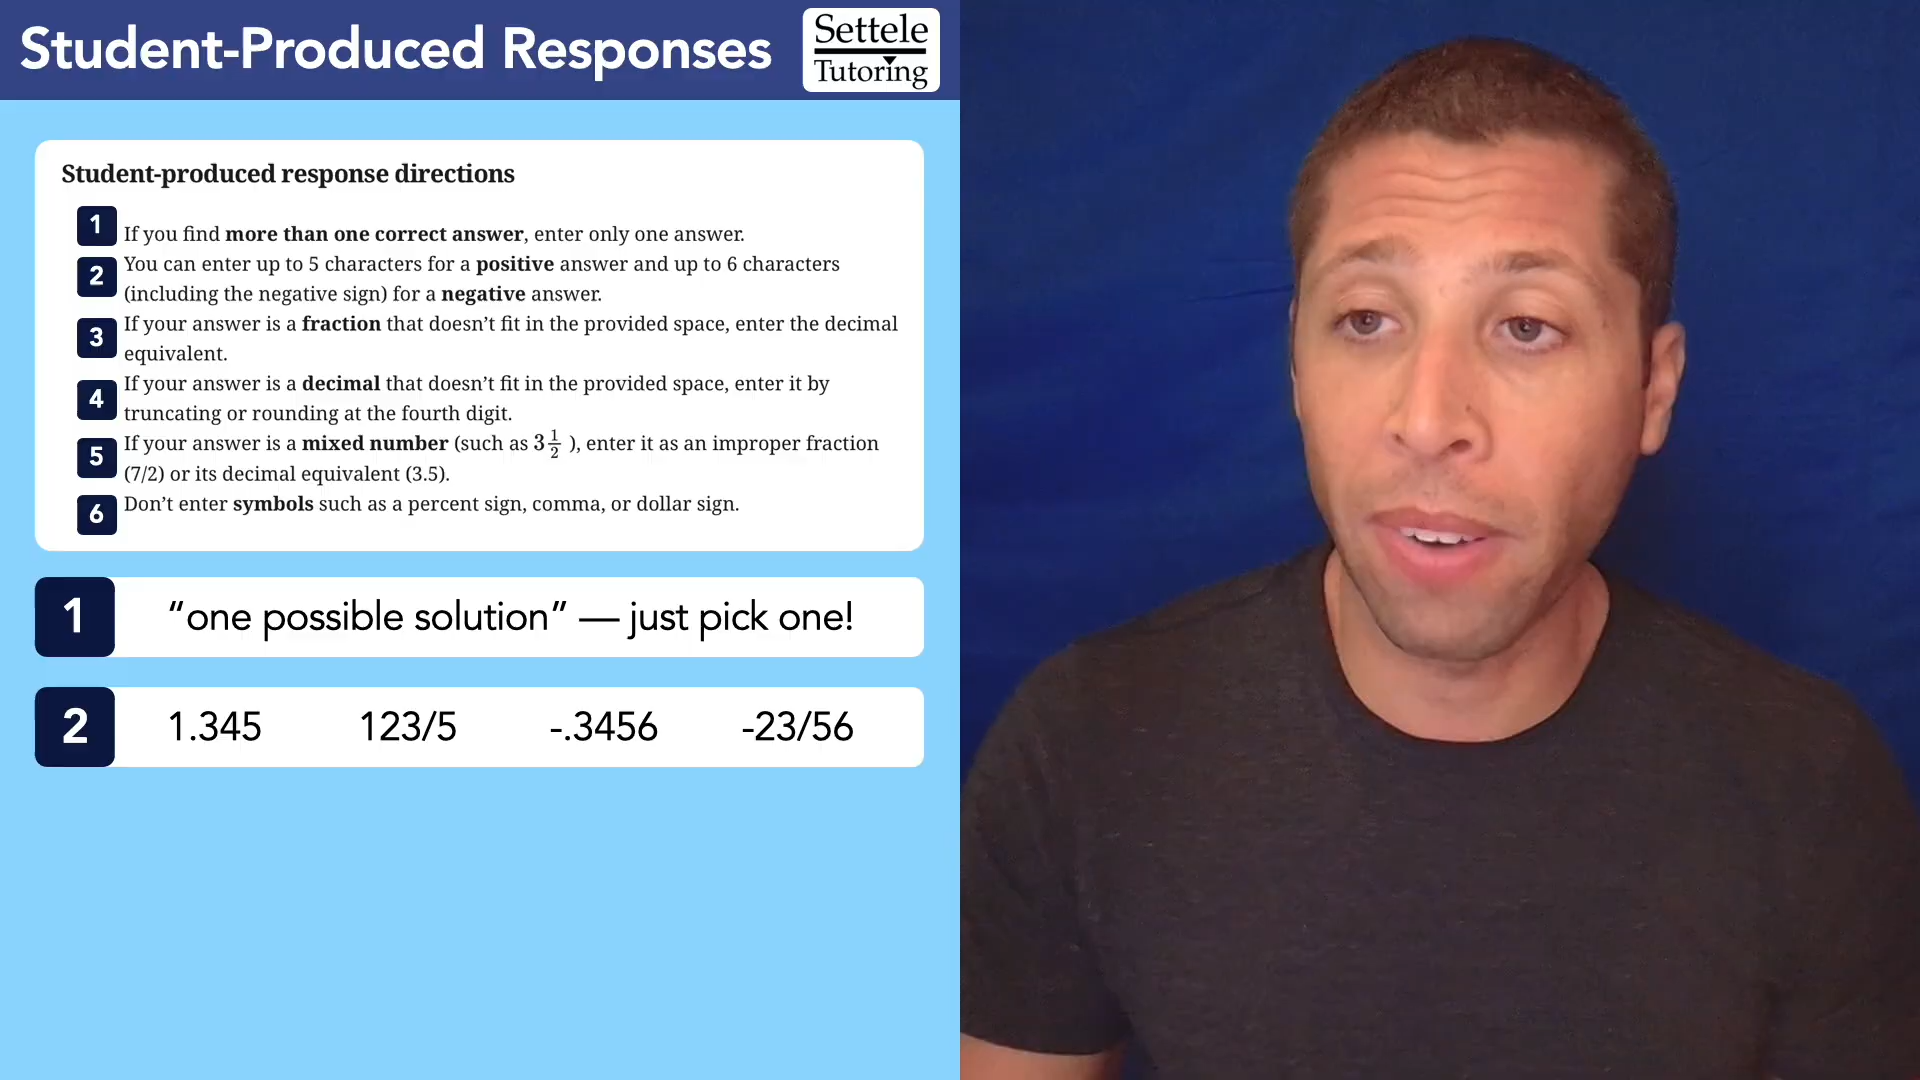 Student-Produced Responses
Settele
Tutoring
Student-produced response directions
1 If you find more than one correct answer, enter only one answer.
2 You can enter up to 5 characters for a positive answer and up to 6 characters
(including the negative sign) for a negative answer.
3 If your answer is a fraction that doesn’t fit in the provided space, enter the decimal
equivalent.
4 If your answer is a decimal that doesn’t fit in the provided space, enter it by
truncating or rounding at the fourth digit.
5 If your answer is a mixed number (such as 3 1/2 ), enter it as an improper fraction
(7/2) or its decimal equivalent (3.5).
6 Don’t enter symbols such as a percent sign, comma, or dollar sign.
1 “one possible solution” — just pick one!
2 1.345 123/5 -.3456 -23/56